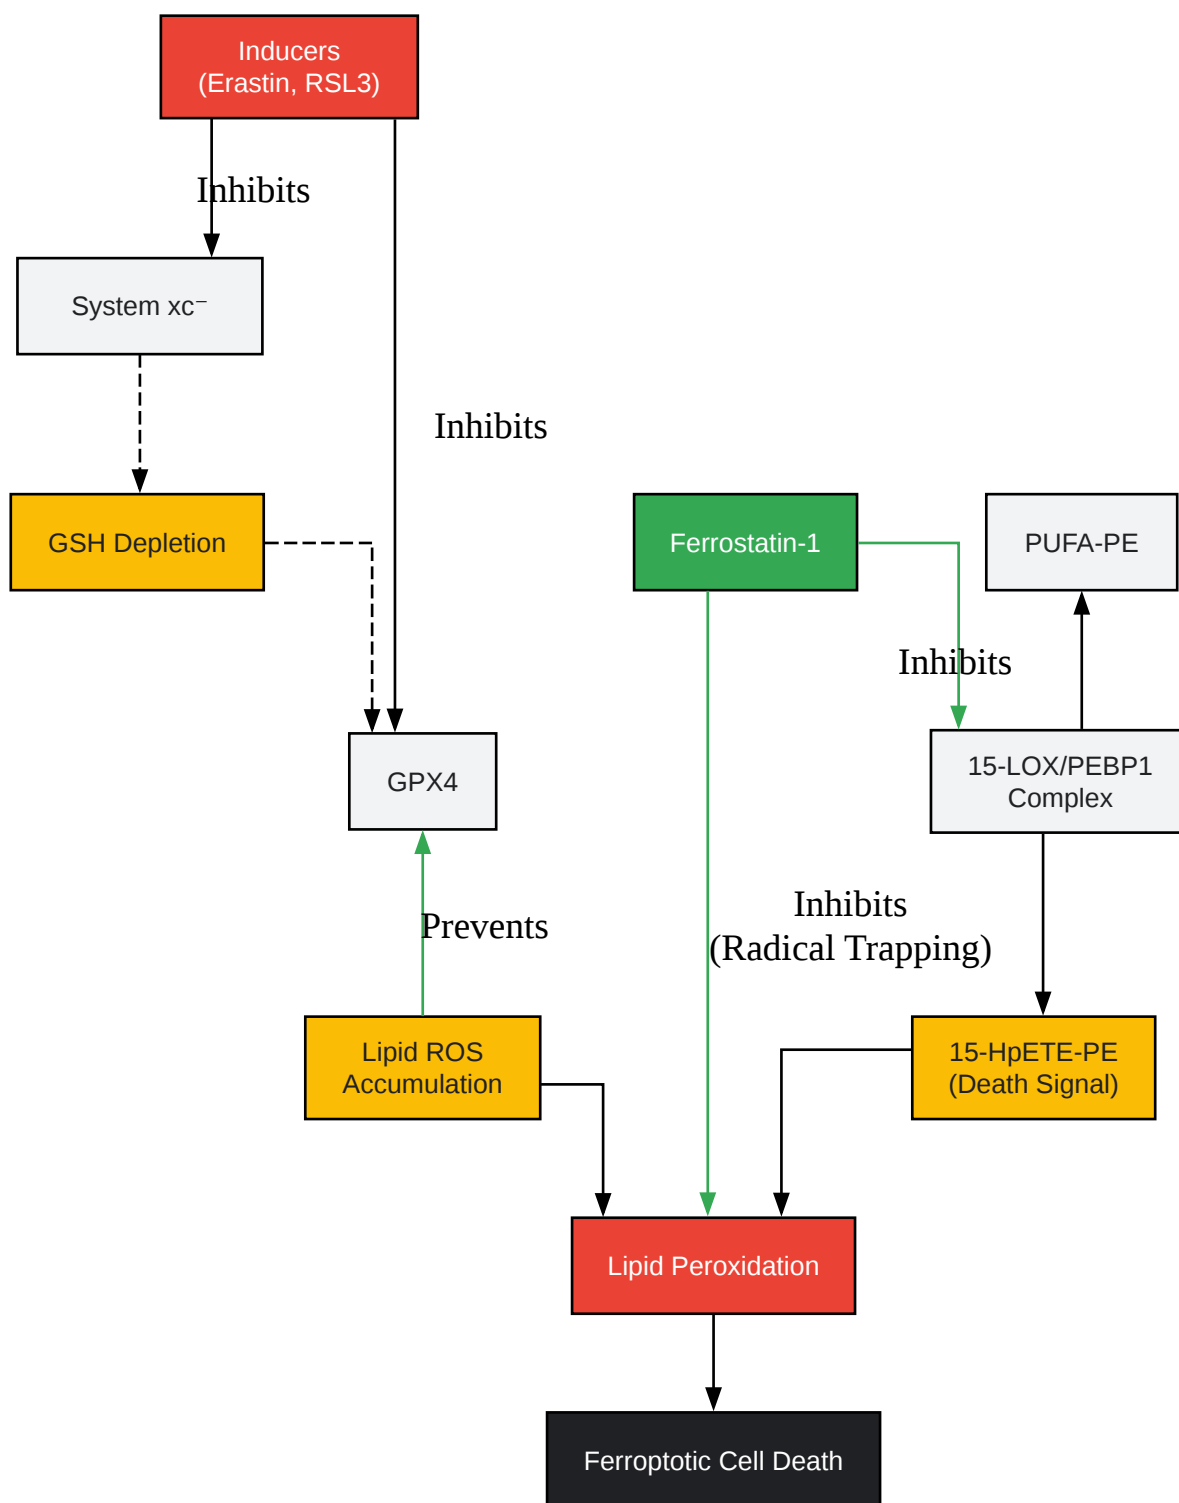 Inducers
(Erastin, RSL3)
Inhibits
System xc⁻
Inhibits
GSH Depletion
Ferrostatin-1
PUFA-PE
Inhibits
GPX4
15-LOX/PEBP1
Complex
Prevents
Inhibits
(Radical Trapping)
Lipid ROS
Accumulation
15-HpETE-PE
(Death Signal)
Lipid Peroxidation
Ferroptotic Cell Death